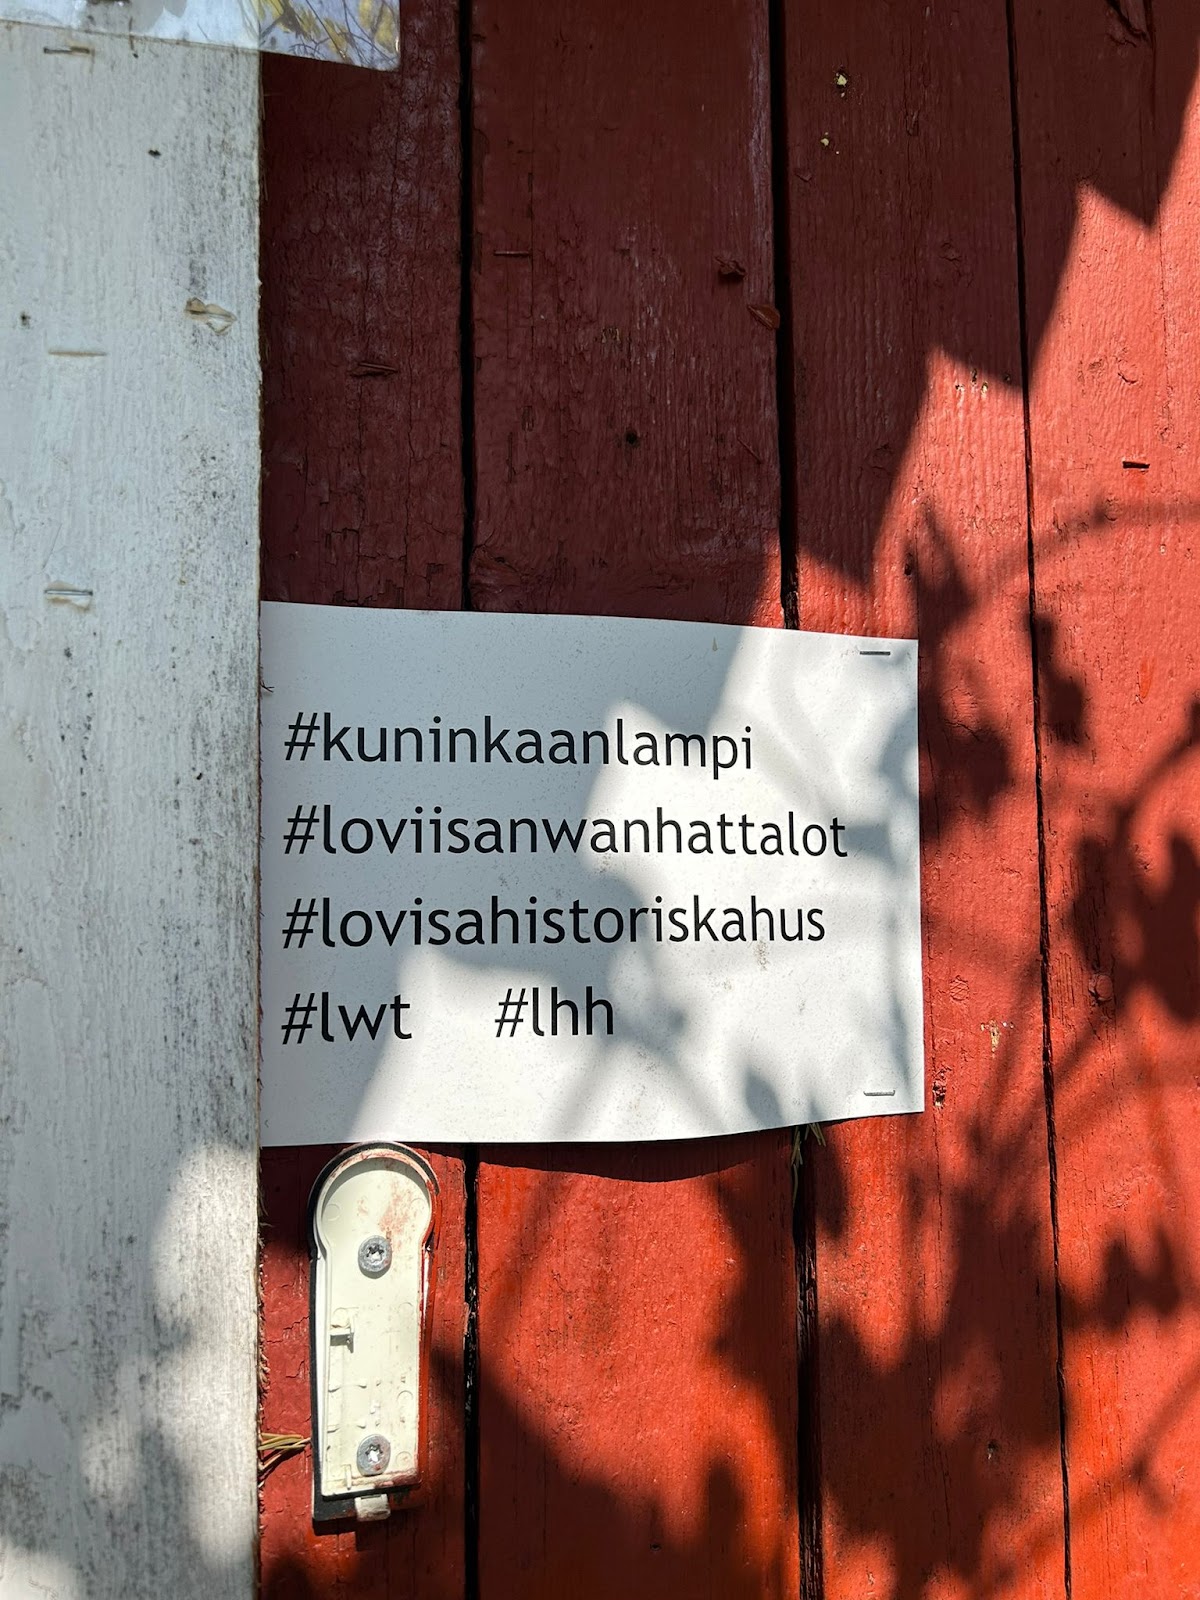 #kuninkaanlampi
#loviisanwanhattalot
#lovisahistoriskahus
#lwt #lhh